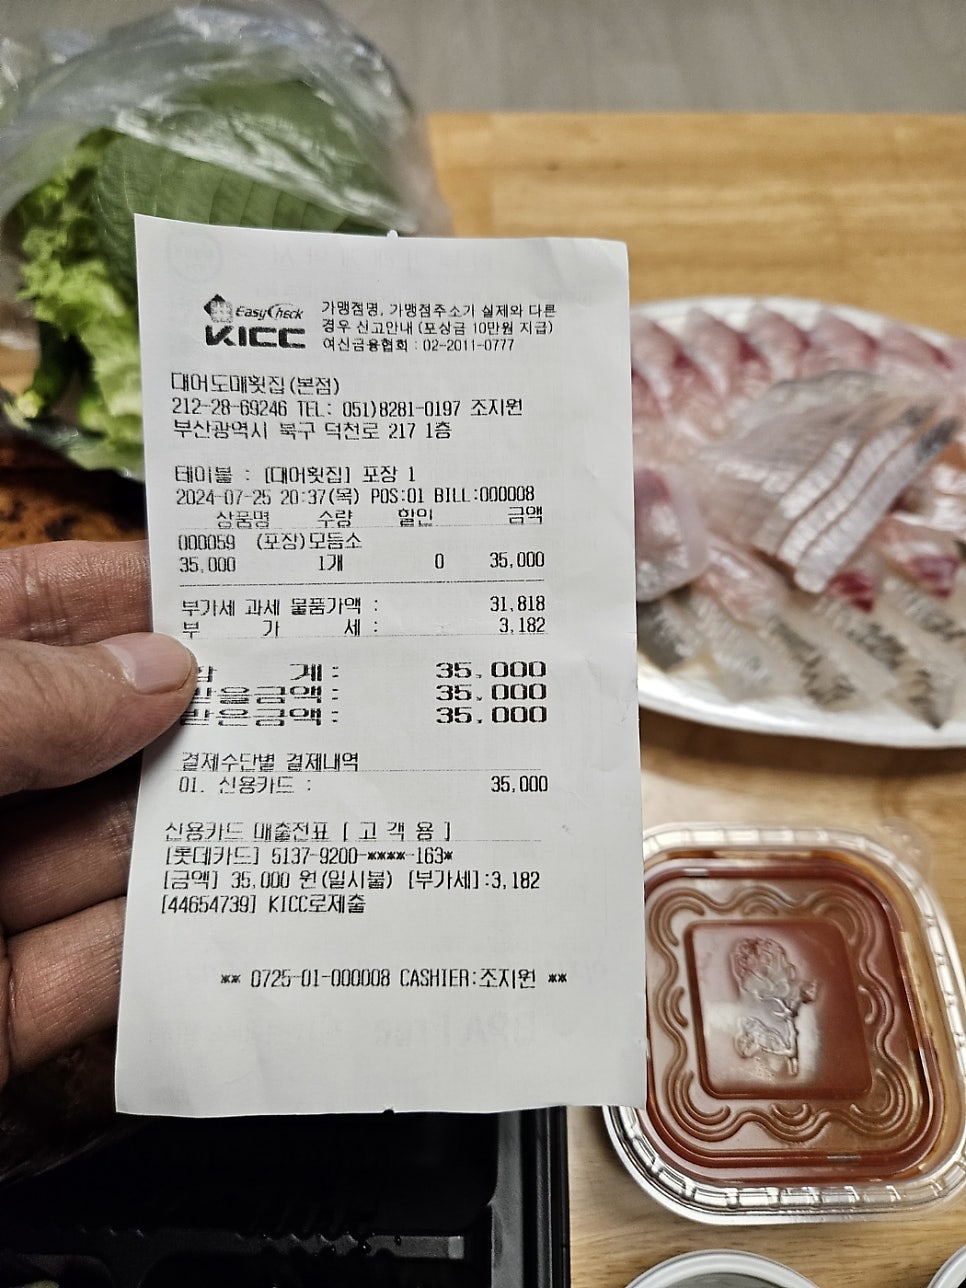 EasyCheck
KICC
가맹점명, 가맹점주소가 실제와 다른
경우 신고안내 (포상금 10만원 지급)
여신금융협회 : 02-2011-0777
대어도매횟집(본점)
212-28-69246 TEL: 051)8281-0197 조지원
부산광역시 북구 덕천로 217 1층
테이블 : [대어횟집] 포장 1
2024-07-25 20:37(목) POS:01 BILL:000008
상품명 수량 할인 금액
000059 (포장)모듬소
35,000 1개 0 35,000
부가세 과세 물품가액 : 31,818
부 가 세 : 3,182
합 계 : 35,000
받을금액 : 35,000
받은금액 : 35,000
결제수단별 결제내역
01. 신용카드 : 35,000
신용카드 매출전표 [ 고 객 용 ]
[롯데카드] 5137-9200-****-163*
[금액] 35,000 원(일시불) [부가세]:3,182
[44654739] KICC로제출
** 0725-01-000008 CASHIER:조지원 **